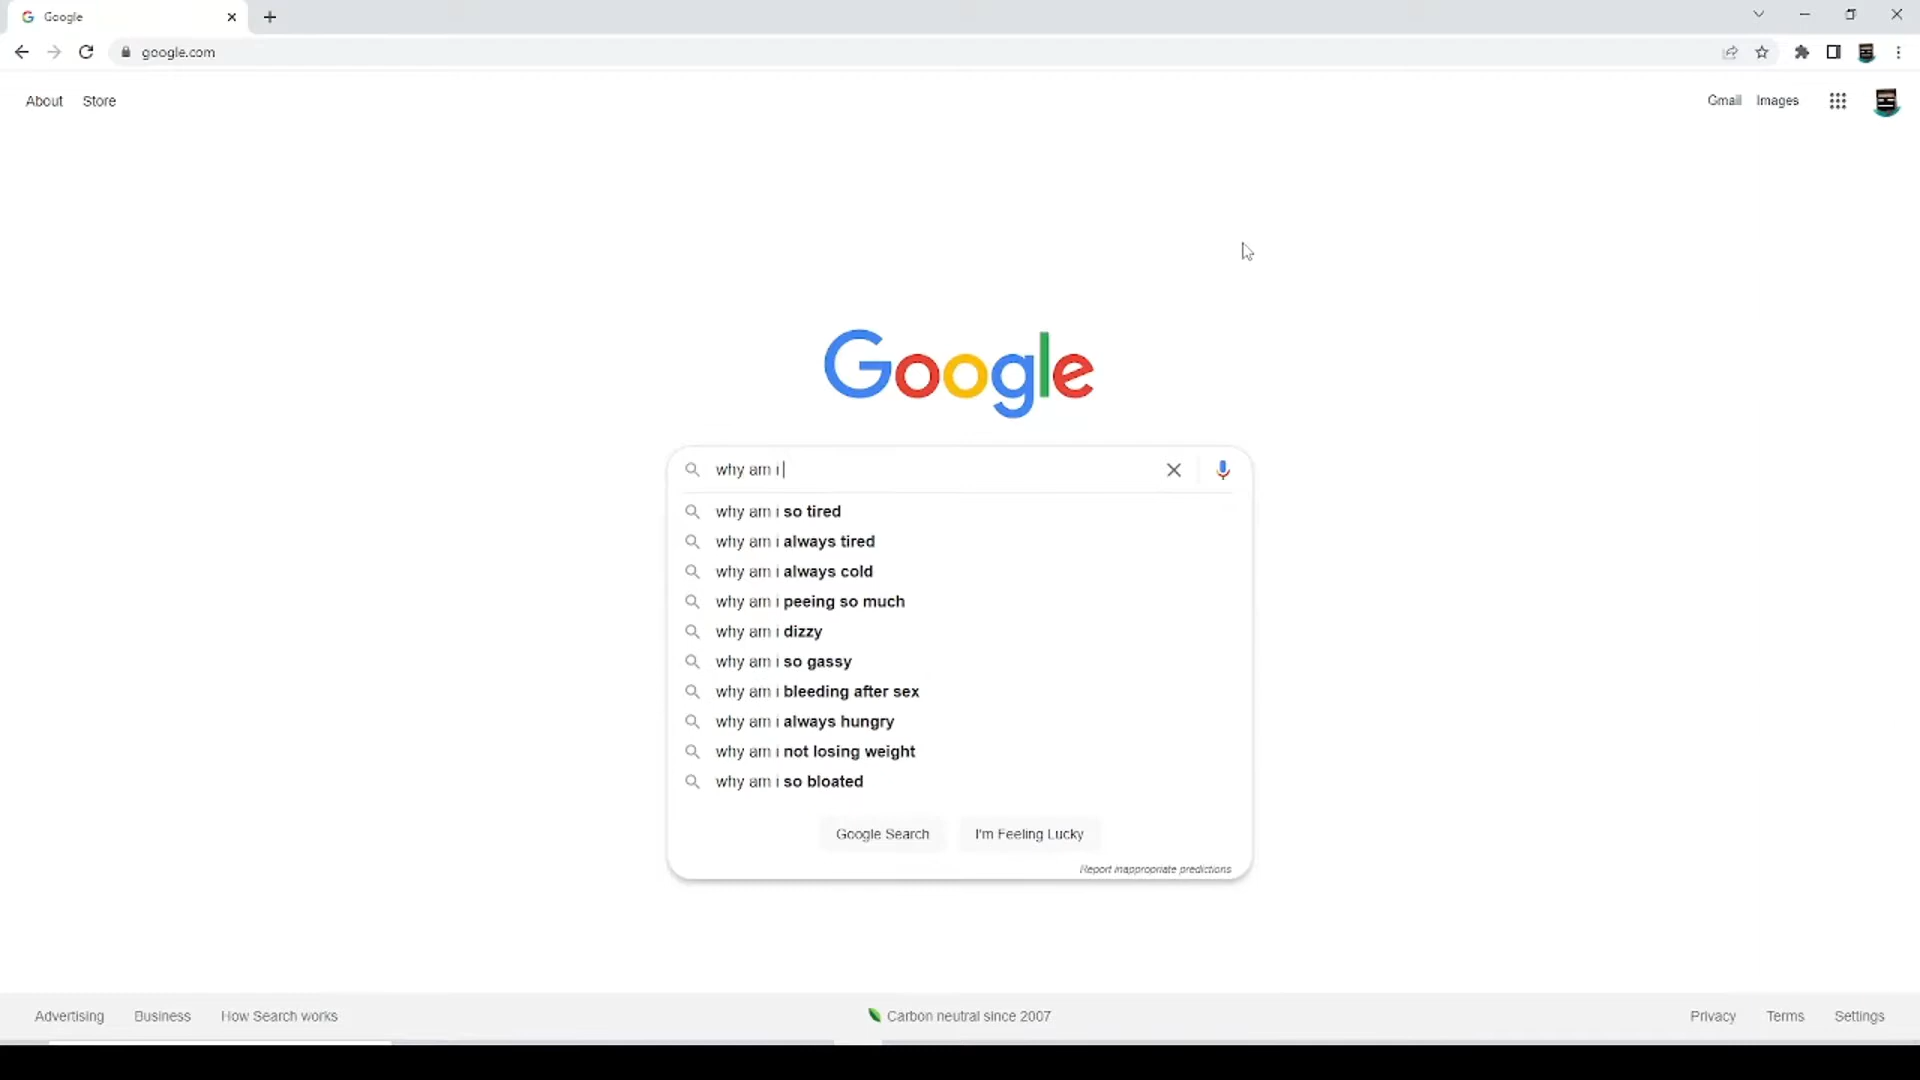 Google
google.com
About Store Gmail Images
Google
why am i
why am i so tired
why am i always tired
why am i always cold
why am i peeing so much
why am i dizzy
why am i so gassy
why am i bleeding after sex
why am i always hungry
why am i not losing weight
why am i so bloated
Google Search I'm Feeling Lucky
Report inappropriate predictions
Advertising Business How Search works Carbon neutral since 2007 Privacy Terms Settings